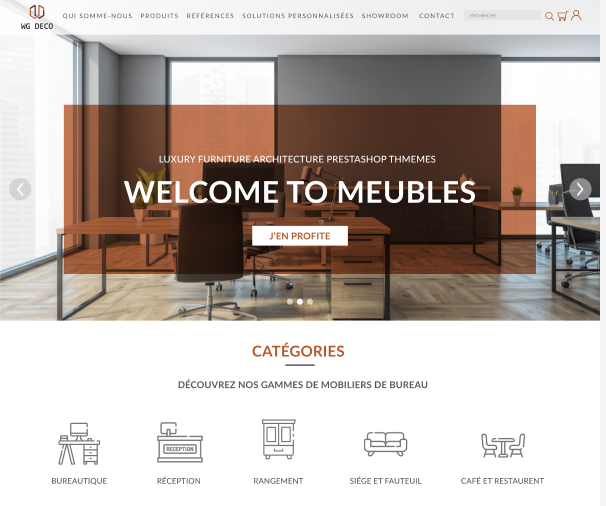 WG DECO
QUI SOMME-NOUS PRODUITS RÉFÉRENCES SOLUTIONS PERSONNALISÉES SHOWROOM CONTACT RECHERCHE
LUXURY FURNITURE ARCHITECTURE PRESTASHOP THMEMES
WELCOME TO MEUBLES
J'EN PROFITE
CATÉGORIES
DÉCOUVREZ NOS GAMMES DE MOBILIERS DE BUREAU
RECEPTION
BUREAUTIQUE RÉCEPTION RANGEMENT SIÉGE ET FAUTEUIL CAFÉ ET RESTAURENT